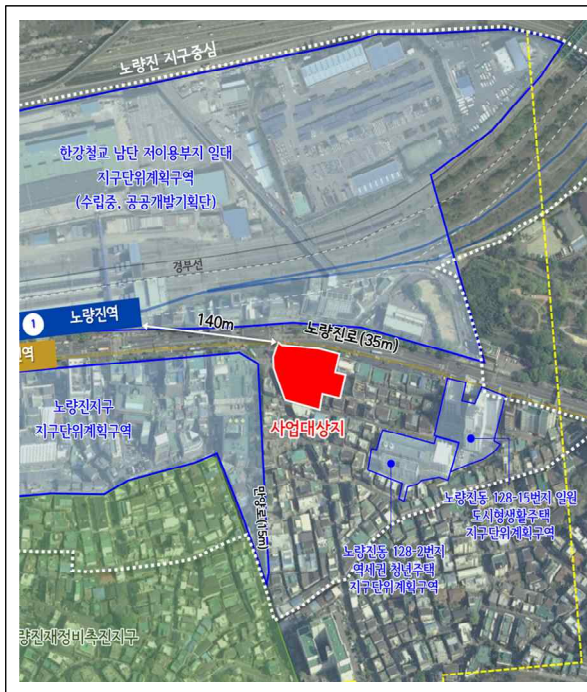 노량진 지구중심
한강철교 남단 저이용부지 일대
지구단위계획구역
(수립중, 공공개발기획단)
경부선
1 노량진역
140m
노량진로(35m)
진역
노량진지구
지구단위계획구역
사업대상지
만양로(15m)
노량진동 128-15번지 일원
도시형생활주택
지구단위계획구역
노량진동 128-2번지
역세권 청년주택
지구단위계획구역
량진재정비촉진지구